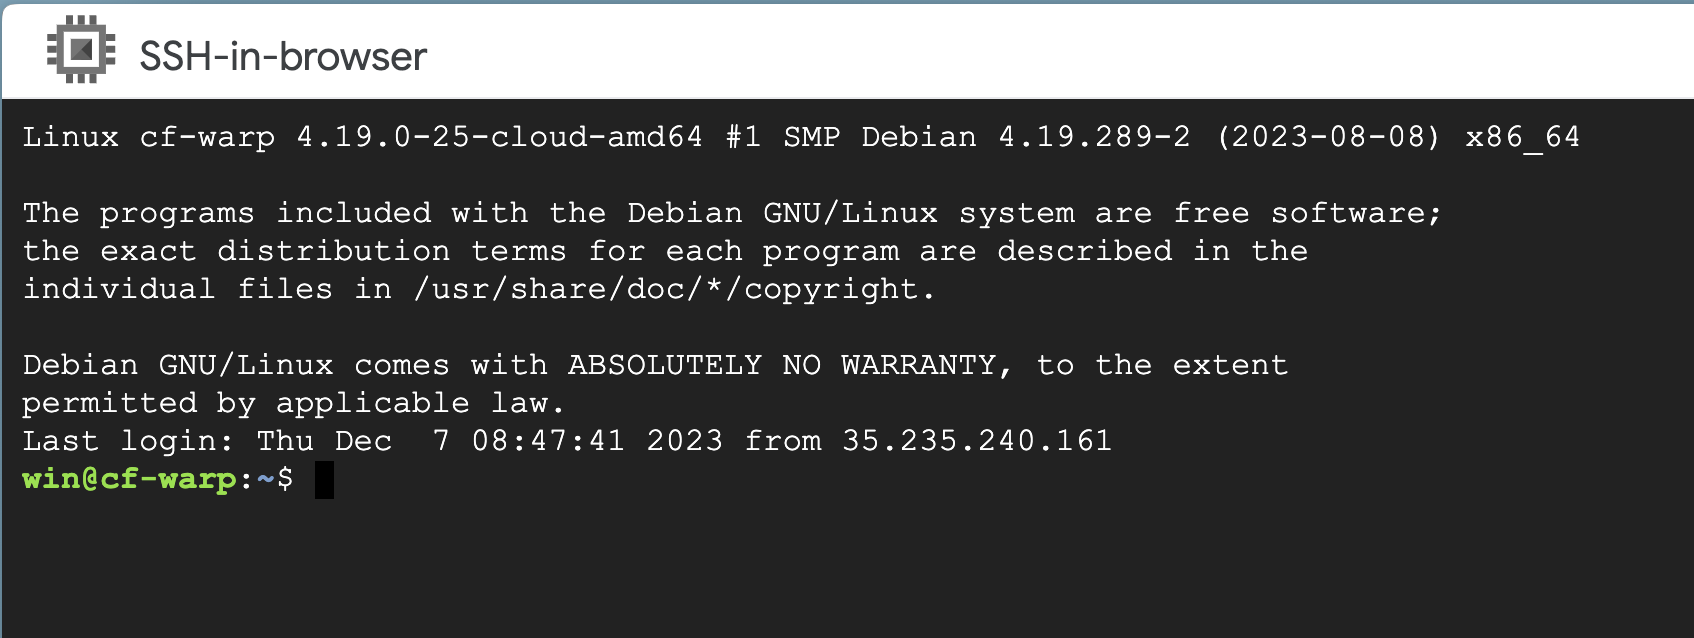 SSH-in-browser
Linux cf-warp 4.19.0-25-cloud-amd64 #1 SMP Debian 4.19.289-2 (2023-08-08) x86_64
The programs included with the Debian GNU/Linux system are free software;
the exact distribution terms for each program are described in the
individual files in /usr/share/doc/*/copyright.
Debian GNU/Linux comes with ABSOLUTELY NO WARRANTY, to the extent
permitted by applicable law.
Last login: Thu Dec  7 08:47:41 2023 from 35.235.240.161
win@cf-warp:~$